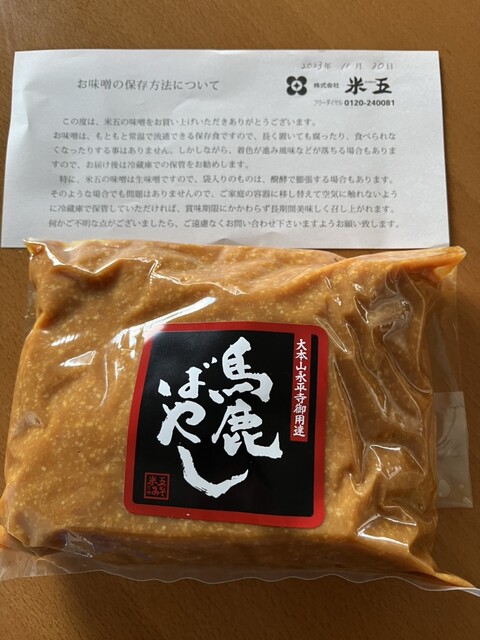 2023年 11月 20日
お味噌の保存方法について
株式会社 米五
フリーダイヤル 0120-240081
この度は、米五の味噌をお買い上げいただきありがとうございます。
お味噌は、もともと常温で流通できる保存食ですので、長く置いても腐ったり、食べられな
くなったりする事はありません。しかしながら、着色が進み風味などが落ちる場合もありま
すので、お届け後は冷蔵庫での保管をお勧めします。
特に、米五の味噌は生味噌ですので、袋入りのものは、醗酵で膨張する場合もあります。
そのような場合でも問題はありませんので、ご家庭の容器に移し替えて空気に触れないよう
に冷蔵庫で保管していただければ、賞味期限にかかわらず長期間美味しく召し上がれます。
何かご不明な点がございましたら、ご遠慮なくお問い合わせ下さいますようお願い致します。
大本山永平寺御用達
馬鹿
ばやし
米五
みそ